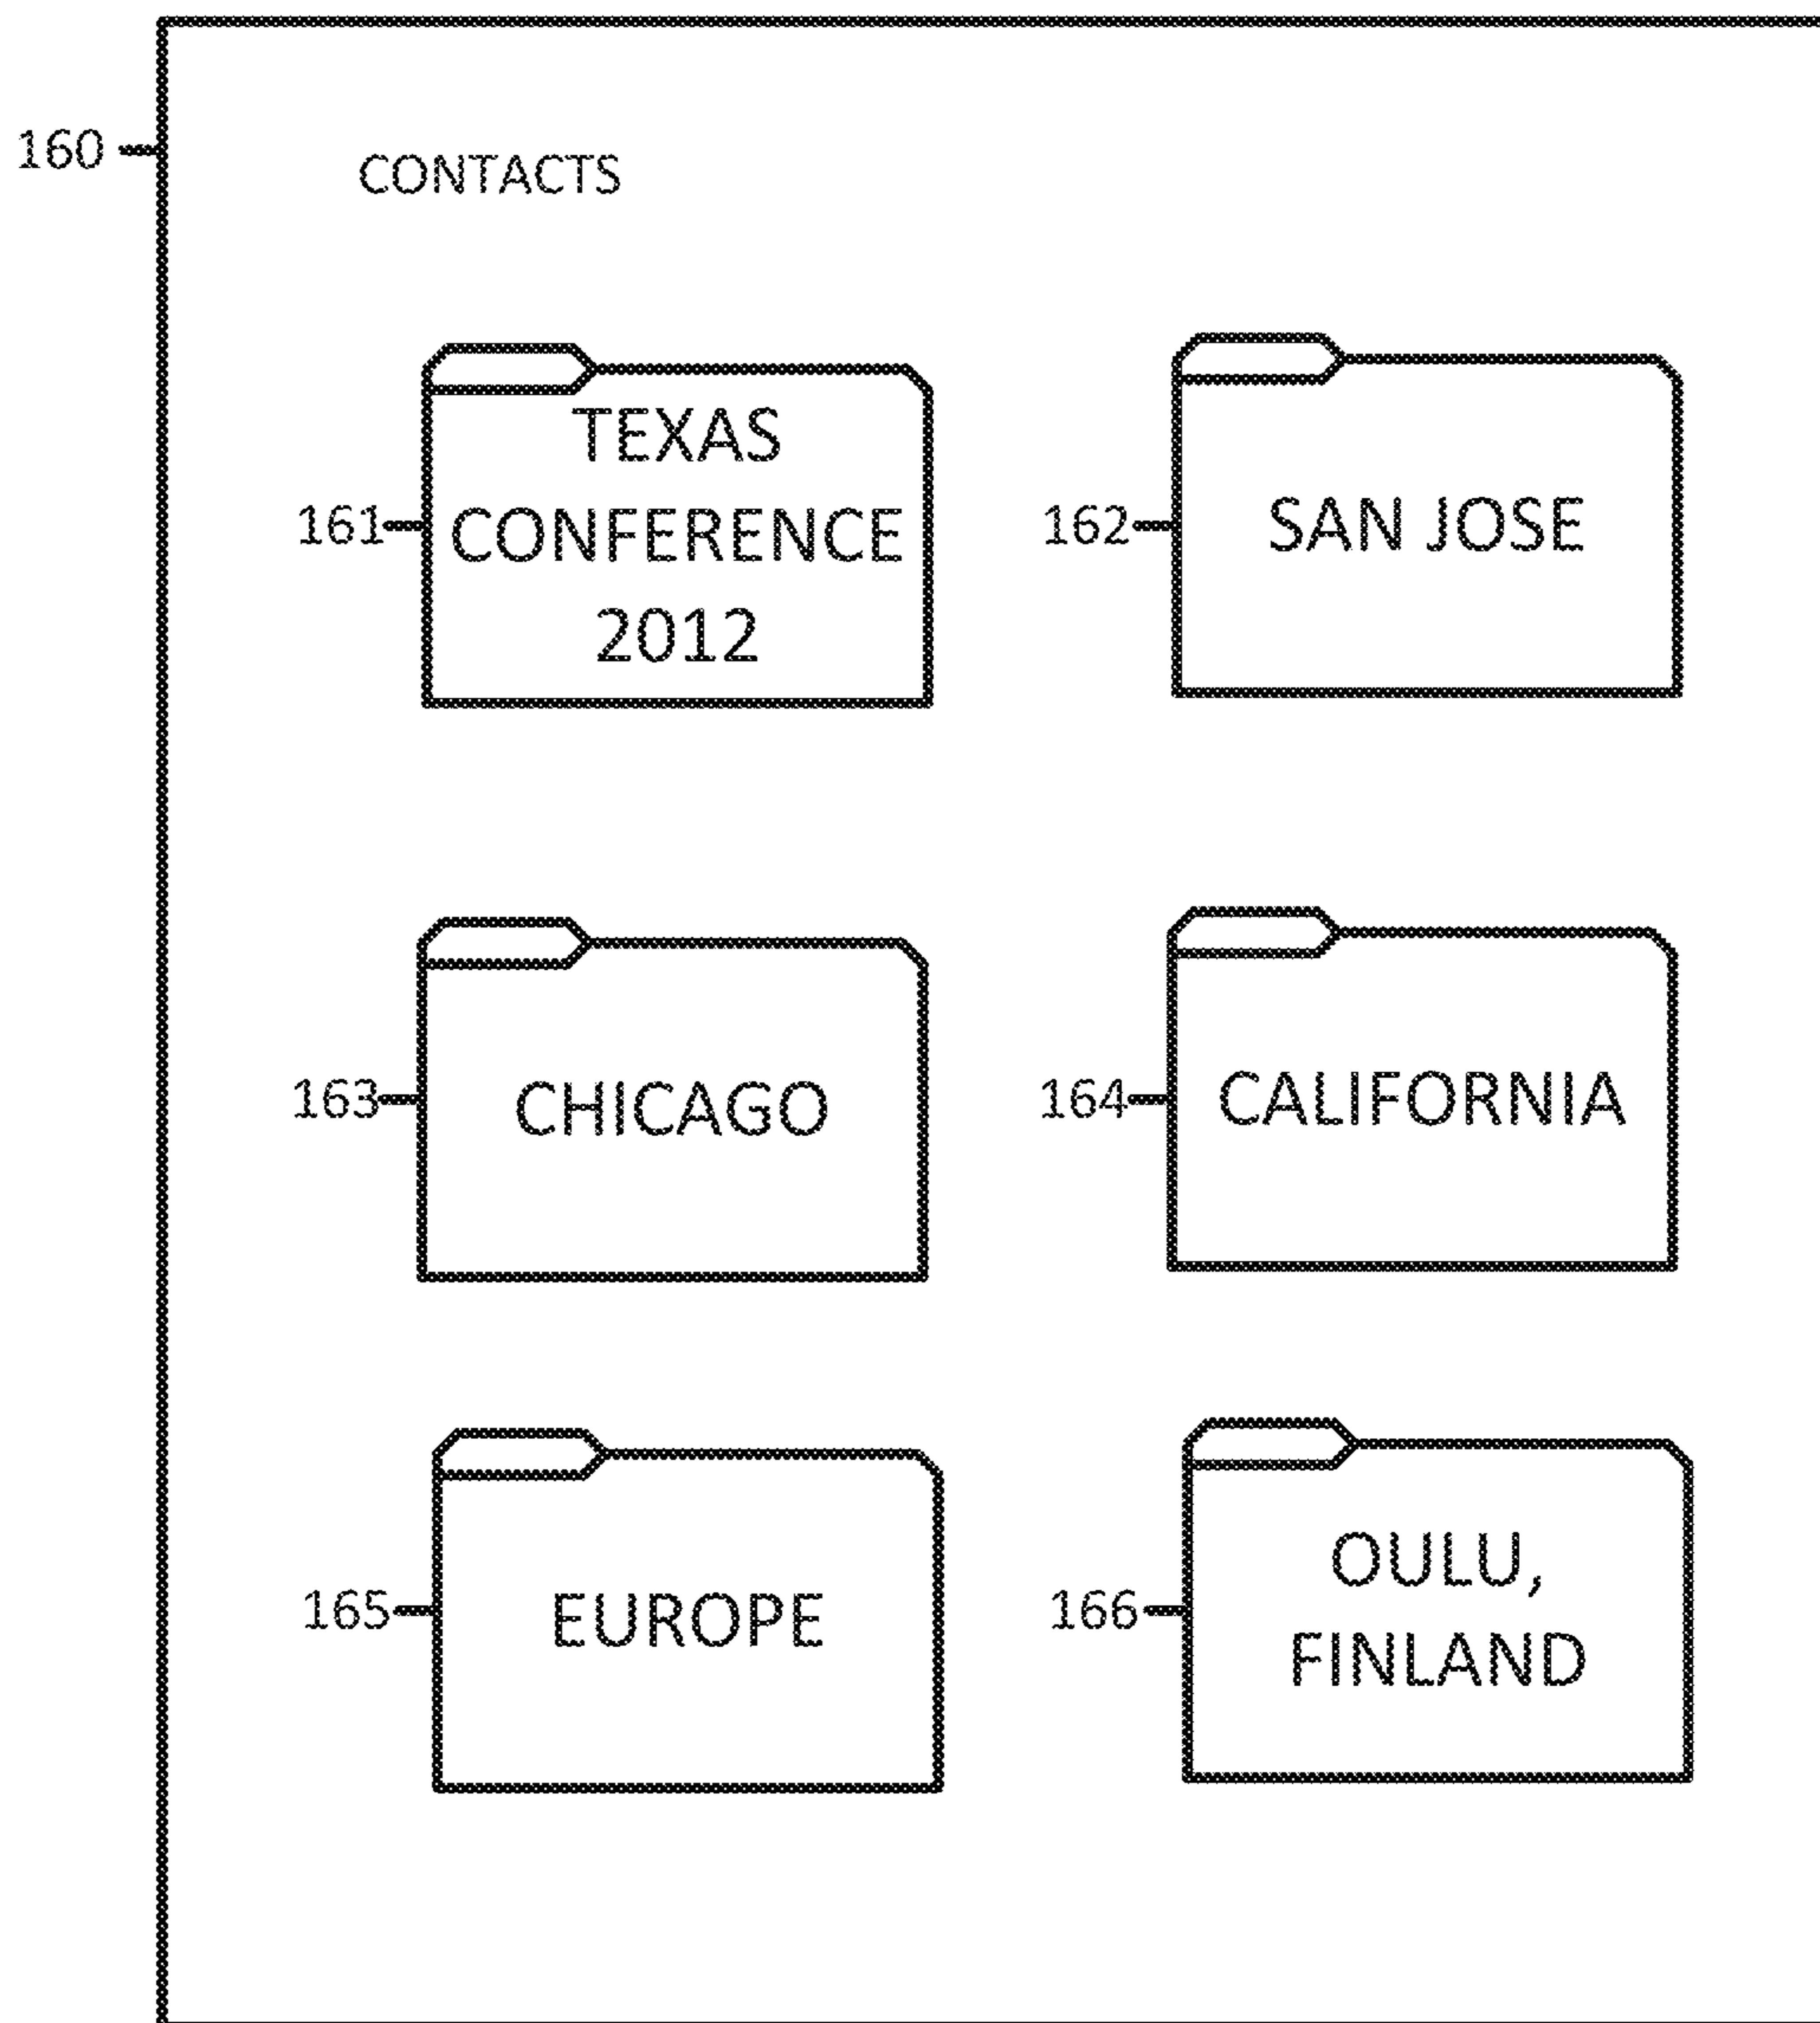 160
CONTACTS
161
TEXAS
CONFERENCE
2012
162
SAN JOSE
163
CHICAGO
164
CALIFORNIA
165
EUROPE
166
OULU,
FINLAND